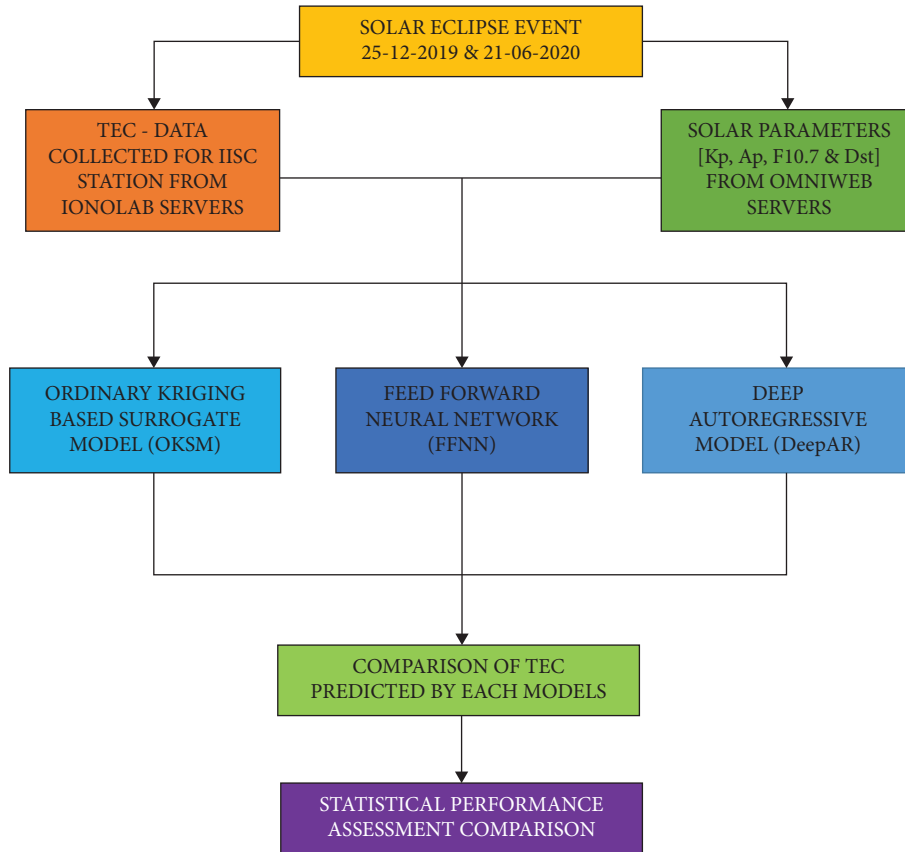 SOLAR ECLIPSE EVENT
25-12-2019 & 21-06-2020
TEC - DATA
COLLECTED FOR IISC
STATION FROM
IONOLAB SERVERS
SOLAR PARAMETERS
[Kp, Ap, F10.7 & Dst]
FROM OMNIWEB
SERVERS
ORDINARY KRIGING
BASED SURROGATE
MODEL (OKSM)
FEED FORWARD
NEURAL NETWORK
(FFNN)
DEEP
AUTOREGRESSIVE
MODEL (DeepAR)
COMPARISON OF TEC
PREDICTED BY EACH MODELS
STATISTICAL PERFORMANCE
ASSESSMENT COMPARISON